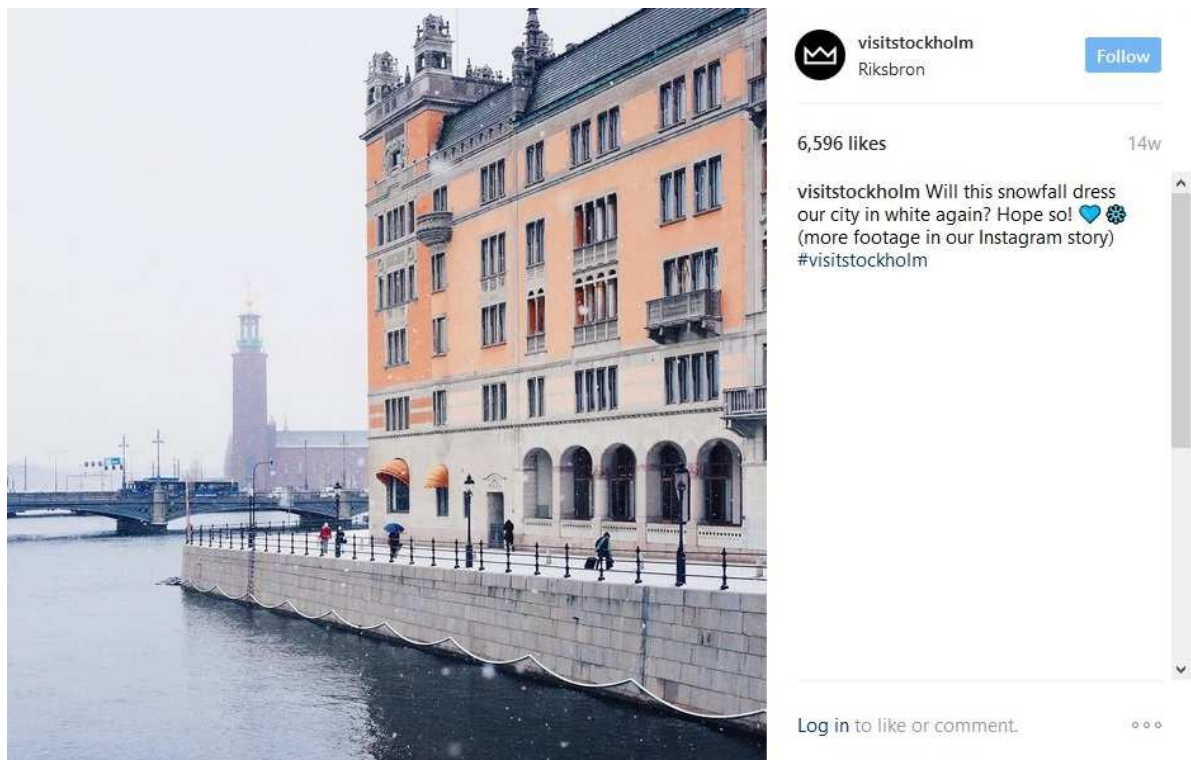 visitstockholm
Riksbron
Follow
6,596 likes
14w
visitstockholm Will this snowfall dress
our city in white again? Hope so! 💙❄
(more footage in our Instagram story)
#visitstockholm
Log in to like or comment.